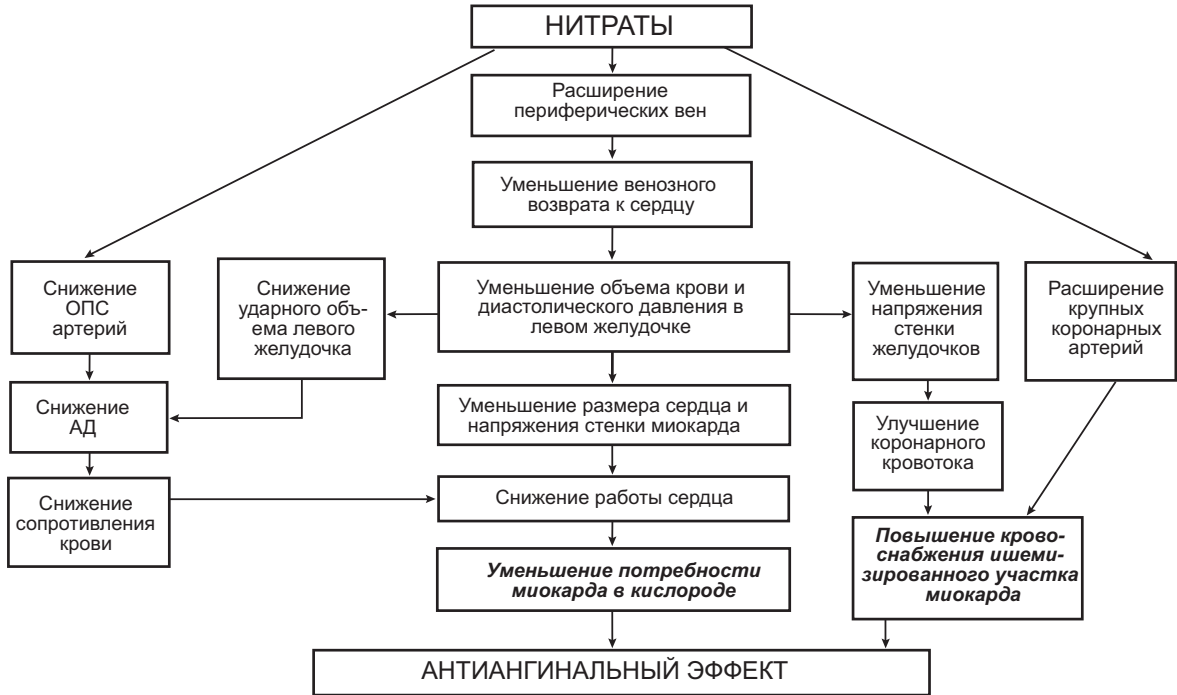 НИТРАТЫ
Расширение
периферических вен
Уменьшение венозного
возврата к сердцу
Снижение
ОПС
артерий
Снижение
ударного объ-
ема левого
желудочка
Уменьшение объема крови и
диастолического давления в
левом желудочке
Уменьшение
напряжения
стенки
желудочков
Расширение
крупных
коронарных
артерий
Снижение
АД
Уменьшение размера сердца и
напряжения стенки миокарда
Улучшение
коронарного
кровотока
Снижение
сопротивления
крови
Снижение работы сердца
Повышение крово-
снабжения ишеми-
зированного участка
миокарда
Уменьшение потребности
миокарда в кислороде
АНТИАНГИНАЛЬНЫЙ ЭФФЕКТ